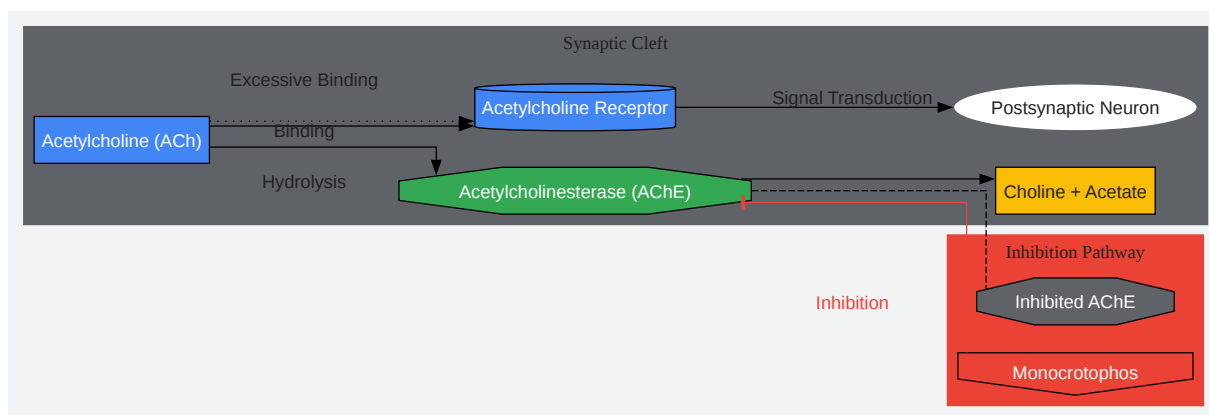 Synaptic Cleft
Excessive Binding
Acetylcholine Receptor
Signal Transduction
Postsynaptic Neuron
Acetylcholine (ACh)
Binding
Hydrolysis
Acetylcholinesterase (AChE)
Choline + Acetate
Inhibition Pathway
Inhibition
Inhibited AChE
Monocrotophos